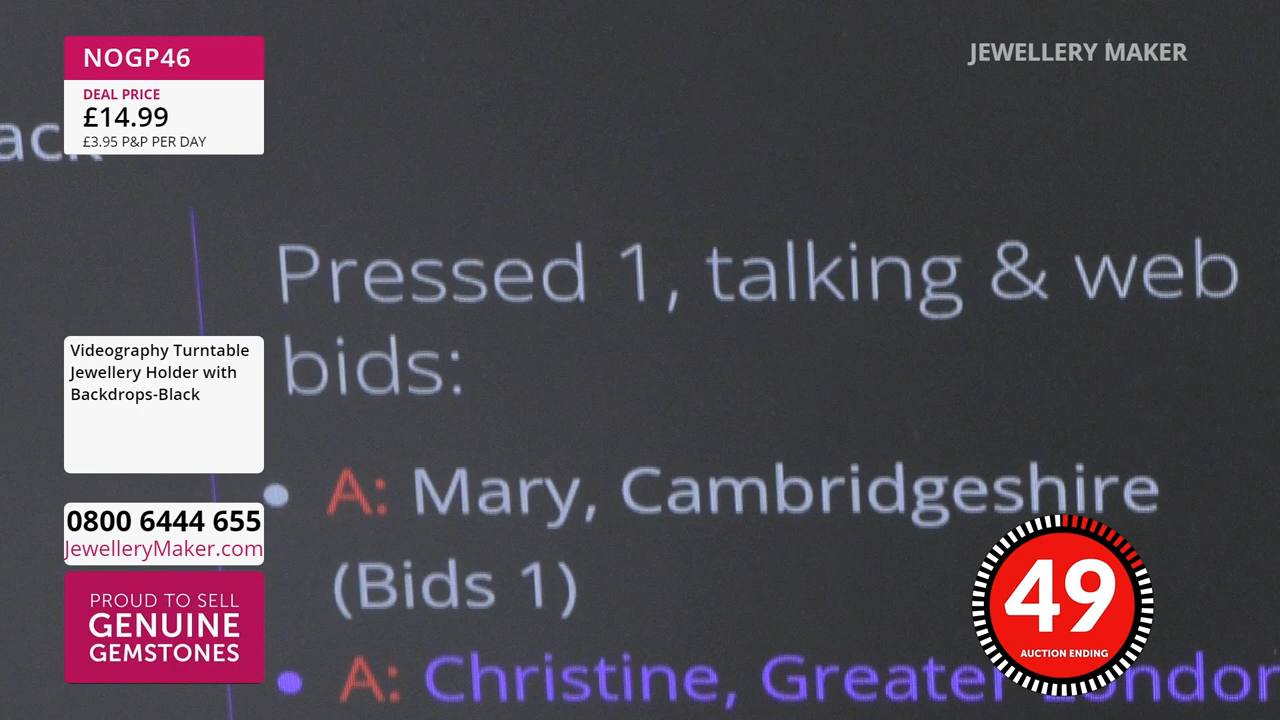 NOGP46
DEAL PRICE
£14.99
£3.95 P&P PER DAY
JEWELLERY MAKER
Pressed 1, talking & web
bids:
Videography Turntable
Jewellery Holder with
Backdrops-Black
A: Mary, Cambridgeshire
(Bids 1)
0800 6444 655
JewelleryMaker.com
PROUD TO SELL
GENUINE
GEMSTONES
A: Christine, Greater London
49
AUCTION ENDING